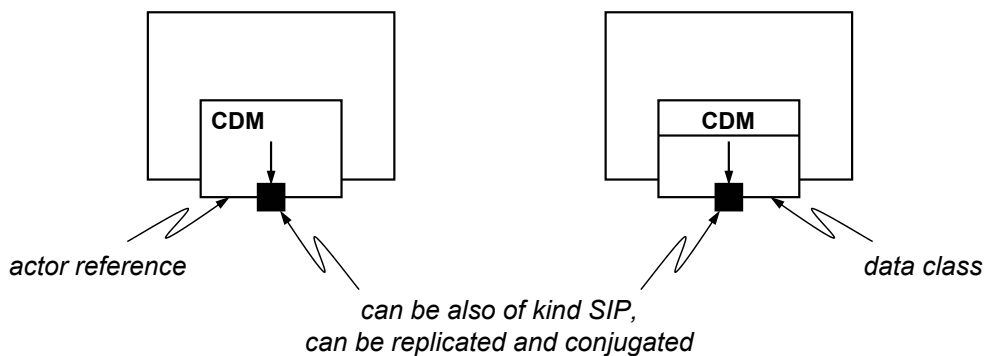 CDM
CDM
actor reference
data class
can be also of kind SIP,
can be replicated and conjugated